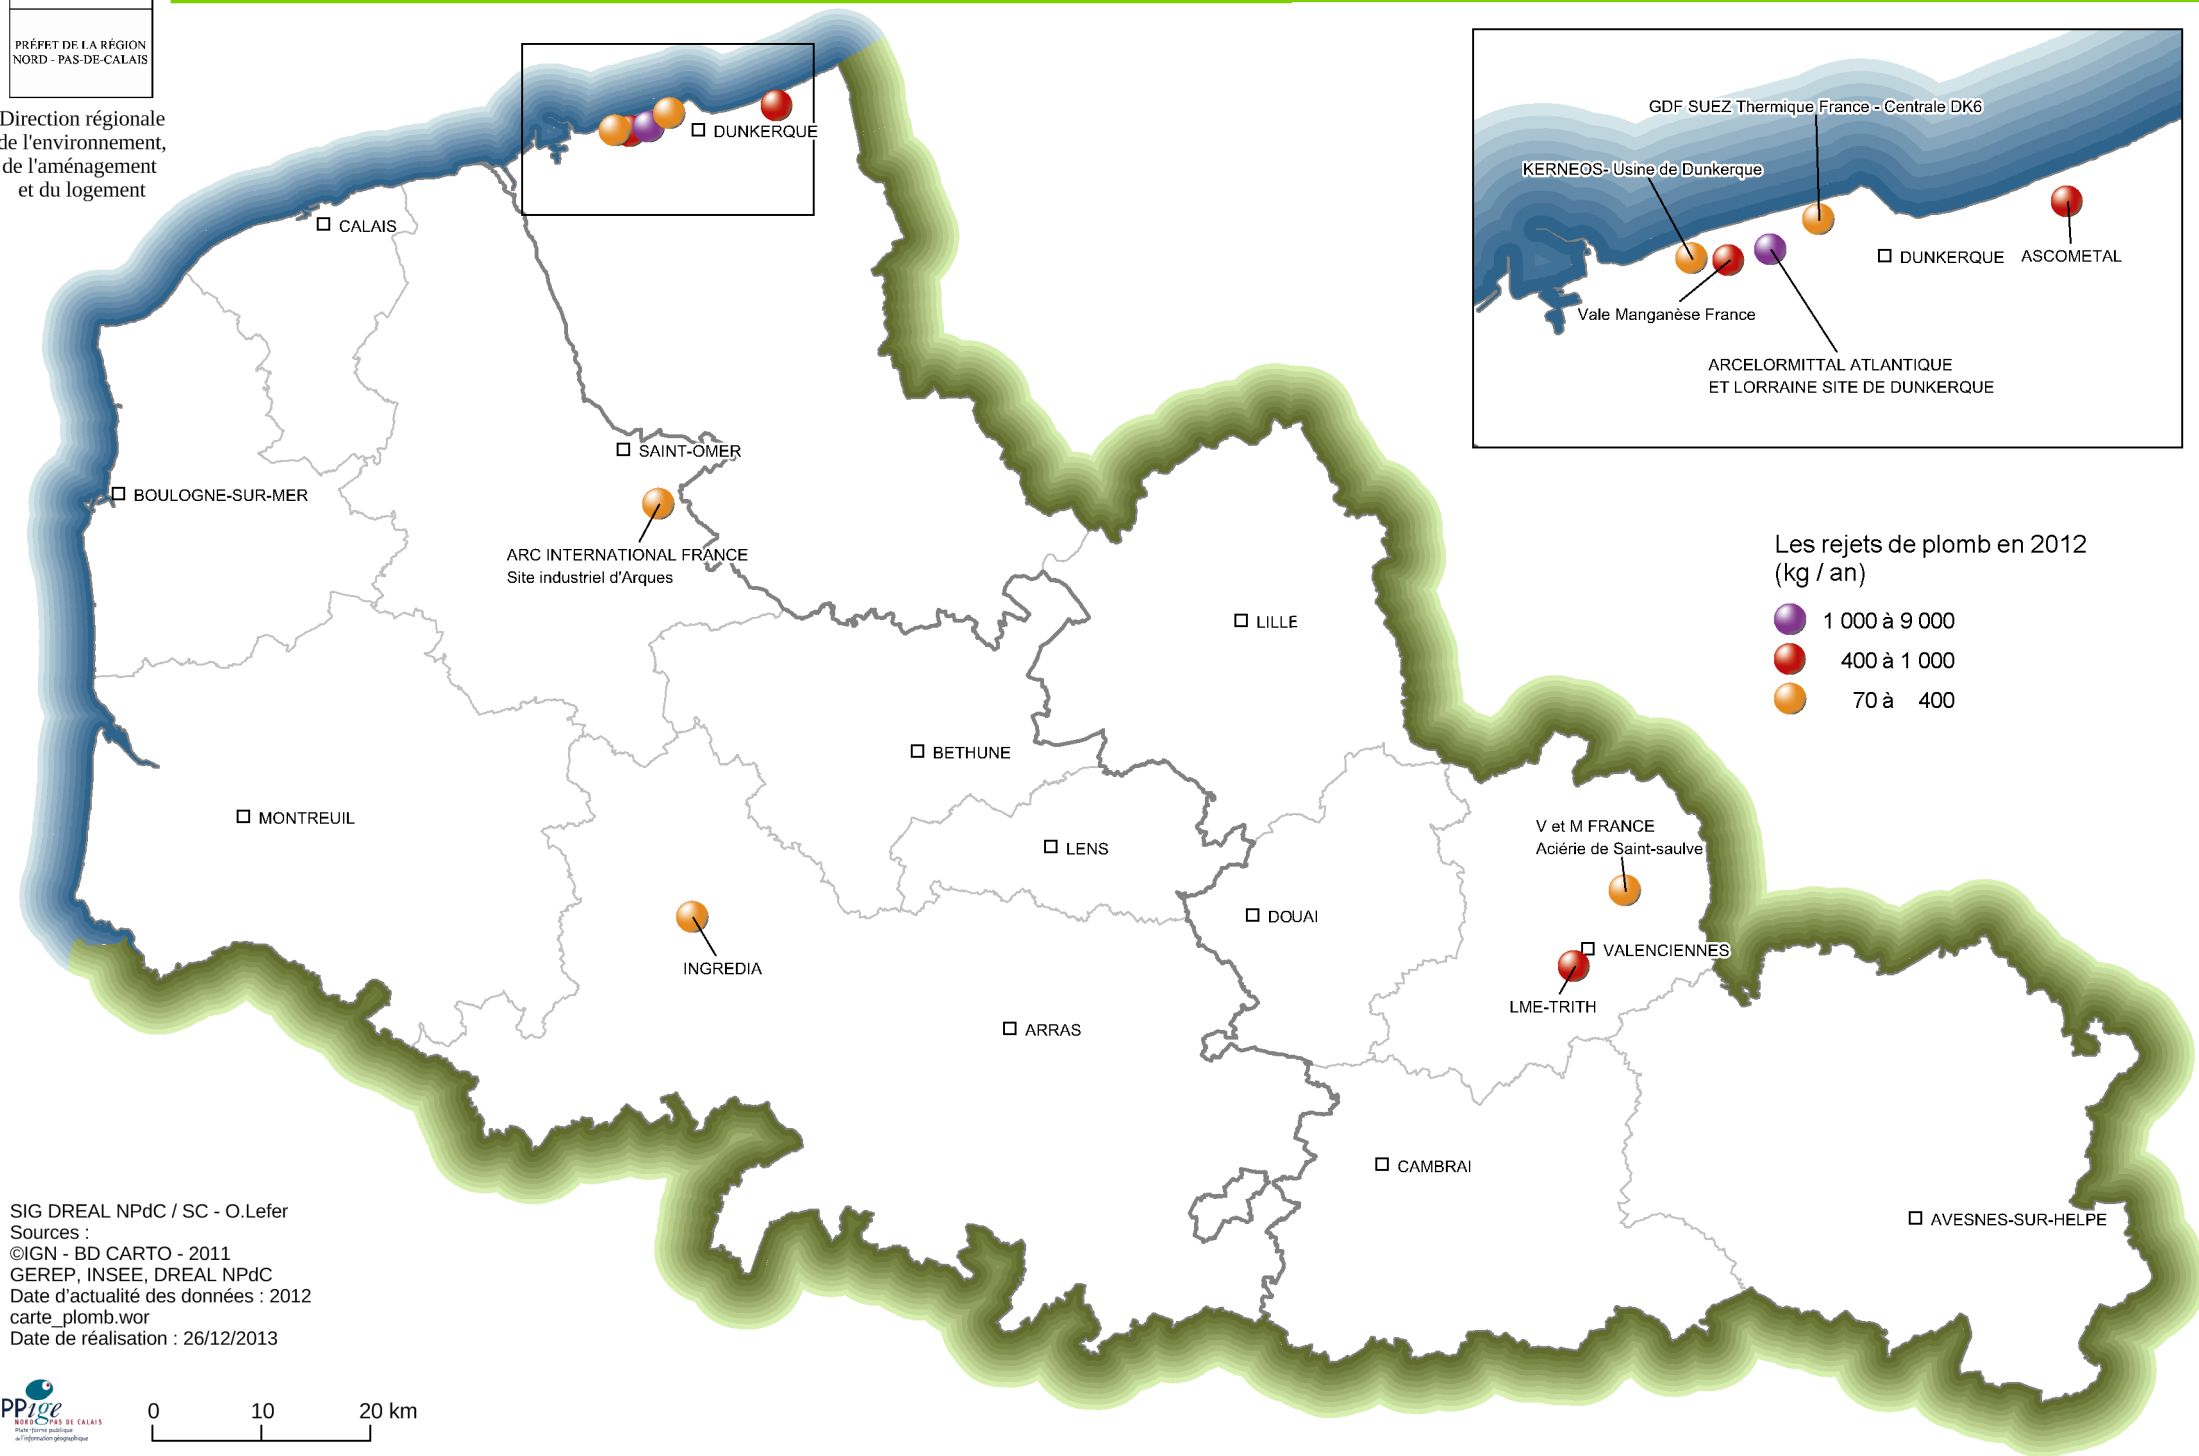 PRÉFET DE LA RÉGION
NORD - PAS-DE-CALAIS
Direction régionale
de l'environnement,
de l'aménagement
et du logement
GDF SUEZ Thermique France - Centrale DK6
KERNEOS- Usine de Dunkerque
DUNKERQUE
ASCOMETAL
Vale Manganèse France
ARCELORMITTAL ATLANTIQUE
ET LORRAINE SITE DE DUNKERQUE
DUNKERQUE
CALAIS
SAINT-OMER
BOULOGNE-SUR-MER
ARC INTERNATIONAL FRANCE
Site industriel d'Arques
Les rejets de plomb en 2012
(kg / an)
1 000 à 9 000
400 à 1 000
70 à 400
LILLE
BETHUNE
MONTREUIL
LENS
V et M FRANCE
Aciérie de Saint-saulve
DOUAI
VALENCIENNES
INGREDIA
LME-TRITH
ARRAS
CAMBRAI
AVESNES-SUR-HELPE
SIG DREAL NPdC / SC - O.Lefer
Sources :
©IGN - BD CARTO - 2011
GEREP, INSEE, DREAL NPdC
Date d'actualité des données : 2012
carte_plomb.wor
Date de réalisation : 26/12/2013
PPige
NORD PAS DE CALAIS
Plate-forme publique
de l'information géographique
0 10 20 km